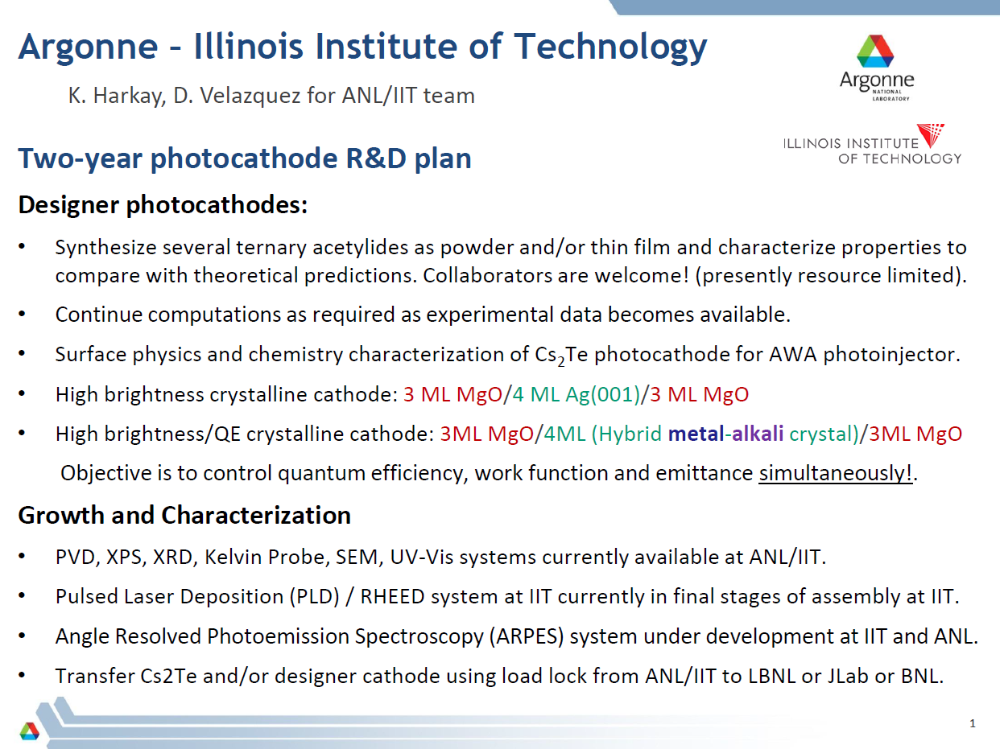 Argonne – Illinois Institute of Technology
K. Harkay, D. Velazquez for ANL/IIT team
Argonne
NATIONAL
LABORATORY
ILLINOIS INSTITUTE
OF TECHNOLOGY
Two-year photocathode R&D plan
Designer photocathodes:
• Synthesize several ternary acetylides as powder and/or thin film and characterize properties to
compare with theoretical predictions. Collaborators are welcome! (presently resource limited).
• Continue computations as required as experimental data becomes available.
• Surface physics and chemistry characterization of Cs₂Te photocathode for AWA photoinjector.
• High brightness crystalline cathode: 3 ML MgO/4 ML Ag(001)/3 ML MgO
• High brightness/QE crystalline cathode: 3ML MgO/4ML (Hybrid metal-alkali crystal)/3ML MgO
Objective is to control quantum efficiency, work function and emittance simultaneously!.
Growth and Characterization
• PVD, XPS, XRD, Kelvin Probe, SEM, UV-Vis systems currently available at ANL/IIT.
• Pulsed Laser Deposition (PLD) / RHEED system at IIT currently in final stages of assembly at IIT.
• Angle Resolved Photoemission Spectroscopy (ARPES) system under development at IIT and ANL.
• Transfer Cs2Te and/or designer cathode using load lock from ANL/IIT to LBNL or JLab or BNL.
1